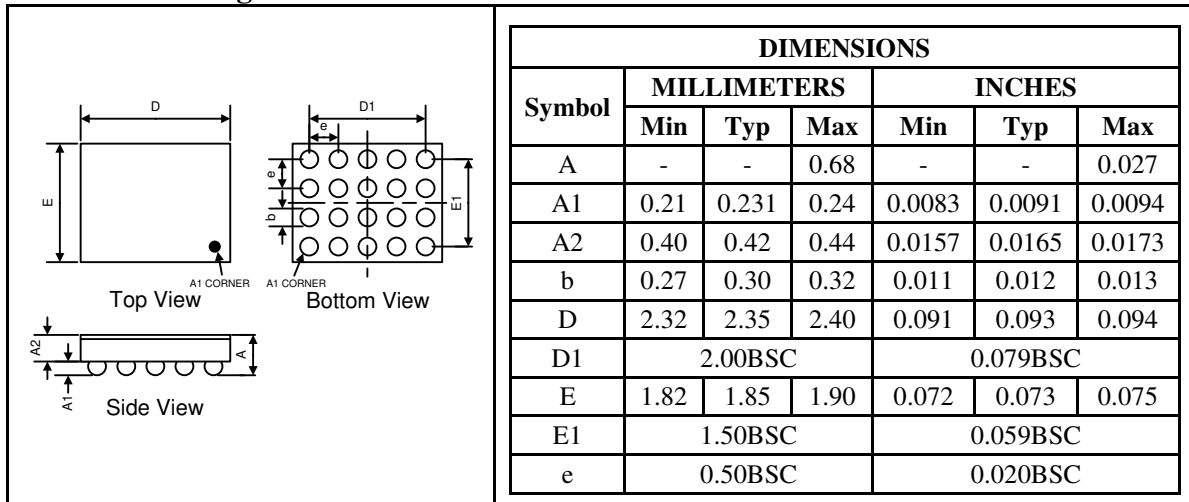 D
E
A1 CORNER
Top View
D1
e
e
b
E1
A1 CORNER
Bottom View
A2
A1
A
Side View
DIMENSIONS
Symbol MILLIMETERS INCHES
Min Typ Max Min Typ Max
A - - 0.68 - - 0.027
A1 0.21 0.231 0.24 0.0083 0.0091 0.0094
A2 0.40 0.42 0.44 0.0157 0.0165 0.0173
b 0.27 0.30 0.32 0.011 0.012 0.013
D 2.32 2.35 2.40 0.091 0.093 0.094
D1 2.00BSC 0.079BSC
E 1.82 1.85 1.90 0.072 0.073 0.075
E1 1.50BSC 0.059BSC
e 0.50BSC 0.020BSC